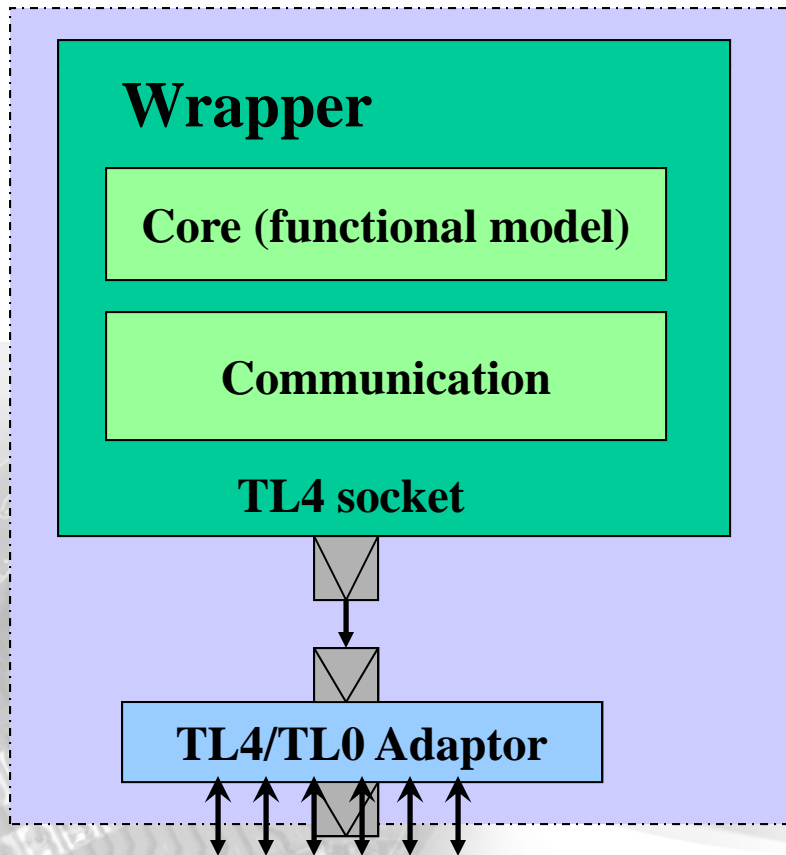 Wrapper
Core (functional model)
Communication
TL4 socket
TL4/TL0 Adaptor